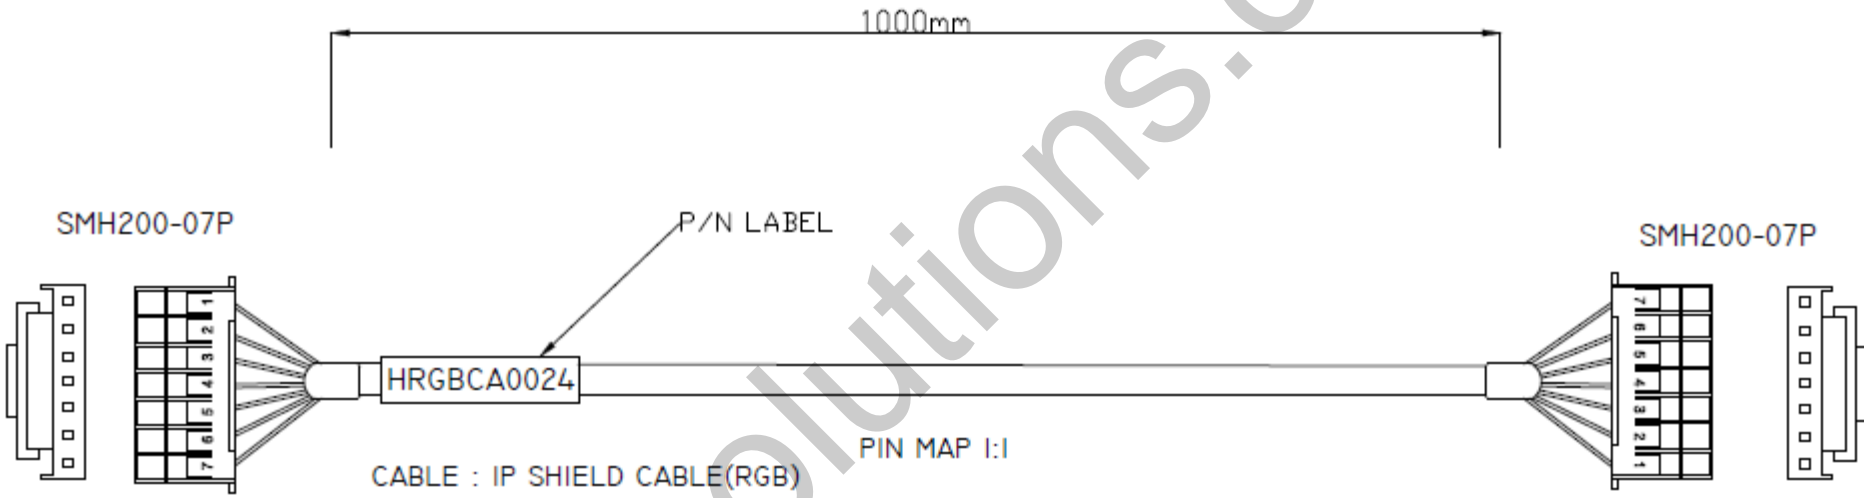 1000mm
SMH200-07P
P/N LABEL
SMH200-07P
1
2
3
4
5
6
7
HRGBCA0024
7
6
5
4
3
2
1
PIN MAP 1:1
CABLE : IP SHIELD CABLE(RGB)
olutions.c